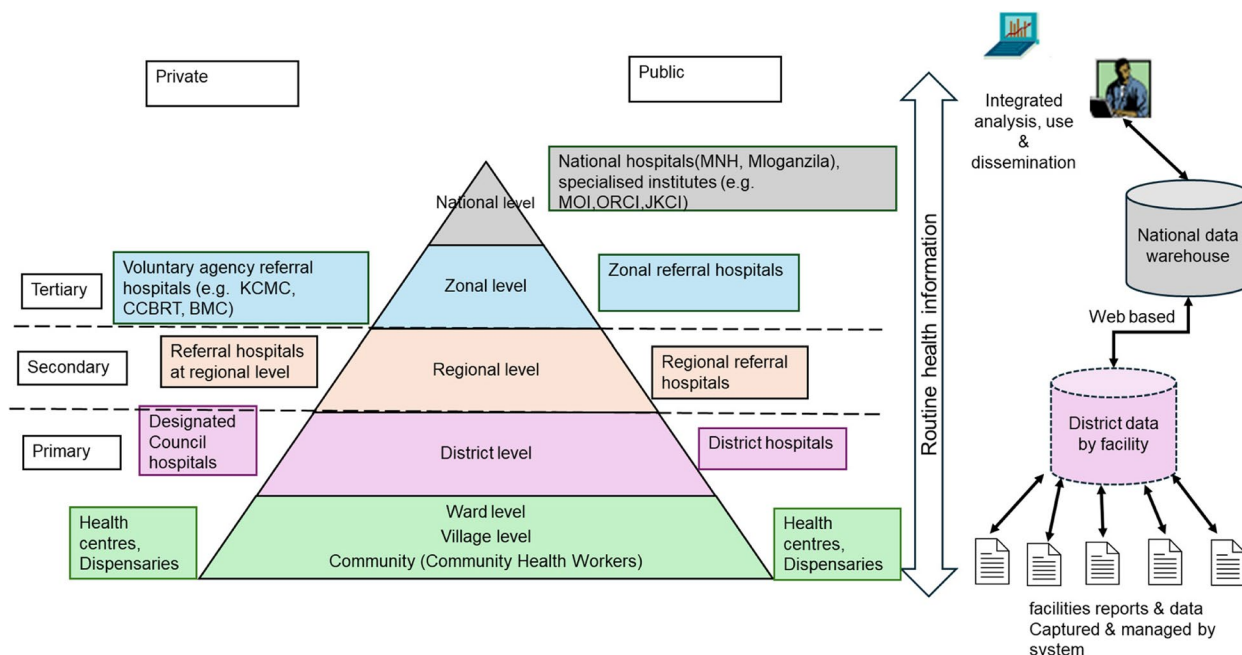 Private
Public
Integrated
analysis, use
&
dissemination
National hospitals(MNH, Mloganzila),
specialised institutes (e.g.
MOI,ORCI,JKCI)
National level
National data
warehouse
Tertiary
Voluntary agency referral
hospitals (e.g. KCMC,
CCBRT, BMC)
Zonal level
Zonal referral hospitals
Web based
Secondary
Referral hospitals
at regional level
Regional level
Regional referral
hospitals
Routine health information
Primary
Designated
Council
hospitals
District level
District hospitals
District data
by facility
Health
centres,
Dispensaries
Ward level
Village level
Community (Community Health Workers)
Health
centres,
Dispensaries
facilities reports & data
Captured & managed by
system